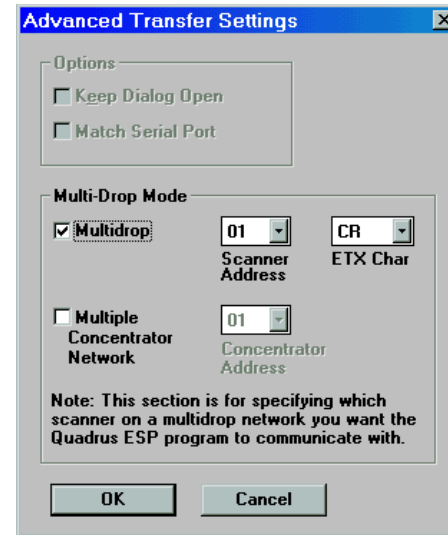 Advanced Transfer Settings
Options
Keep Dialog Open
Match Serial Port
Multi-Drop Mode
Multidrop
01
CR
Scanner Address
ETX Char
Multiple Concentrator Network
01
Concentrator Address
Note: This section is for specifying which
scanner on a multidrop network you want the
Quadrus ESP program to communicate with.
OK
Cancel